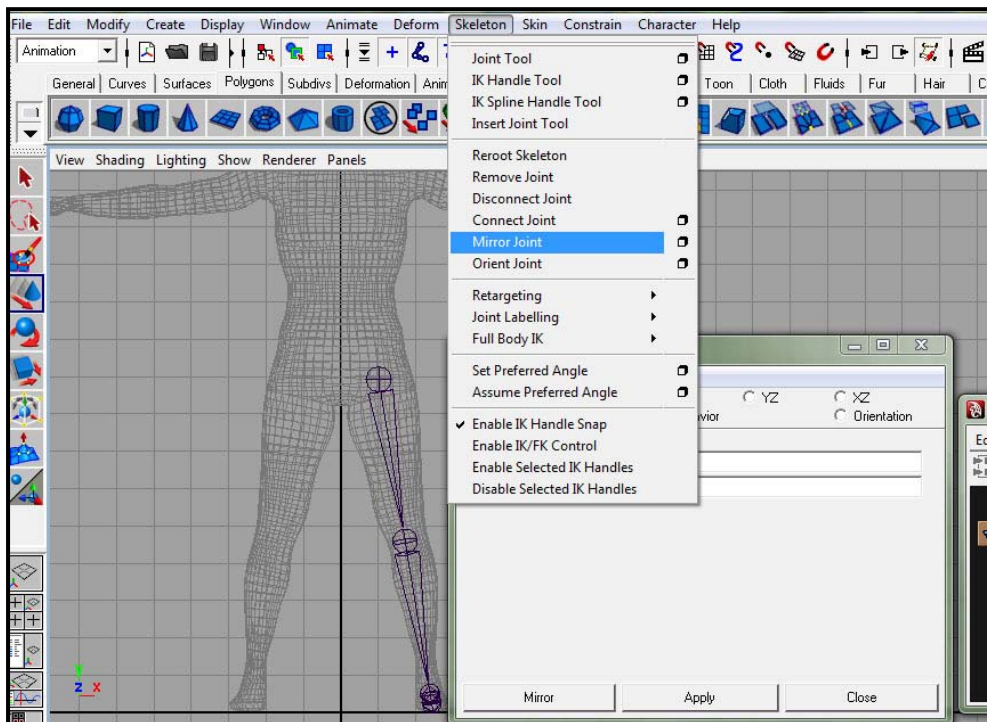 File Edit Modify Create Display Window Animate Deform Skeleton Skin Constrain Character Help
Animation
General Curves Surfaces Polygons Subdivs Deformation Toon Cloth Fluids Fur Hair
View Shading Lighting Show Renderer Panels
Joint Tool
IK Handle Tool
IK Spline Handle Tool
Insert Joint Tool
Reroot Skeleton
Remove Joint
Disconnect Joint
Connect Joint
Mirror Joint
Orient Joint
Retargeting
Joint Labelling
Full Body IK
Set Preferred Angle
Assume Preferred Angle
Enable IK Handle Snap
Enable IK/FK Control
Enable Selected IK Handles
Disable Selected IK Handles
YZ XZ
Orientation
y
z x
Mirror Apply Close